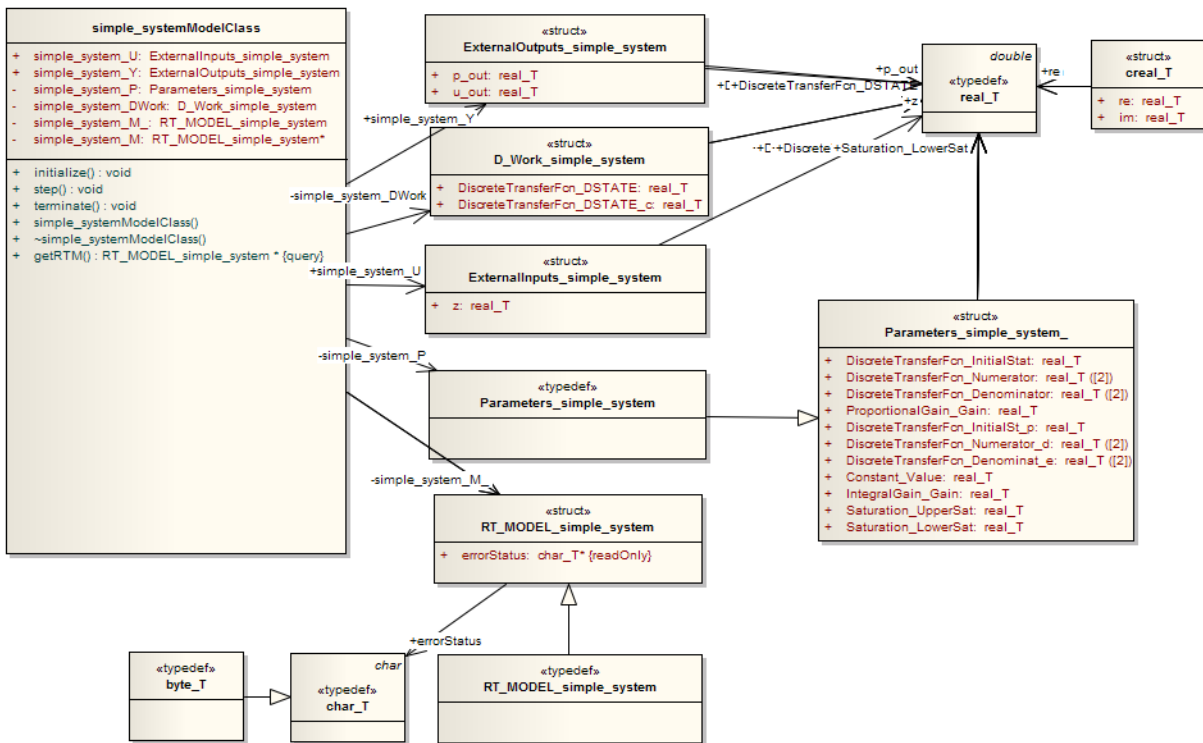 simple_systemModelClass
+ simple_system_U: ExternalInputs_simple_system
+ simple_system_Y: ExternalOutputs_simple_system
- simple_system_P: Parameters_simple_system
- simple_system_DWork: D_Work_simple_system
- simple_system_M_: RT_MODEL_simple_system
- simple_system_M: RT_MODEL_simple_system*
+ initialize() : void
+ step() : void
+ terminate() : void
+ simple_systemModelClass()
+ ~simple_systemModelClass()
+ getRTM() : RT_MODEL_simple_system * {query}
+simple_system_Y
-simple_system_DWork
+simple_system_U
-simple_system_P
-simple_system_M_
«struct»
ExternalOutputs_simple_system
+ p_out: real_T
+ u_out: real_T
«struct»
D_Work_simple_system
+ DiscreteTransferFcn_DSTATE: real_T
+ DiscreteTransferFcn_DSTATE_c: real_T
«struct»
ExternalInputs_simple_system
+ z: real_T
«typedef»
Parameters_simple_system
«struct»
RT_MODEL_simple_system
+ errorStatus: char_T* {readOnly}
+errorStatus
«typedef»
RT_MODEL_simple_system
«typedef»
byte_T
char
«typedef»
char_T
+p_out
+DiscreteTransferFcn_DSTATE
+z
+Discrete +Saturation_LowerSat
double
«typedef»
real_T
+re
«struct»
creal_T
+ re: real_T
+ im: real_T
«struct»
Parameters_simple_system_
+ DiscreteTransferFcn_InitialStat: real_T
+ DiscreteTransferFcn_Numerator: real_T ([2])
+ DiscreteTransferFcn_Denominator: real_T ([2])
+ ProportionalGain_Gain: real_T
+ DiscreteTransferFcn_InitialSt_p: real_T
+ DiscreteTransferFcn_Numerator_d: real_T ([2])
+ DiscreteTransferFcn_Denominat_e: real_T ([2])
+ Constant_Value: real_T
+ IntegralGain_Gain: real_T
+ Saturation_UpperSat: real_T
+ Saturation_LowerSat: real_T